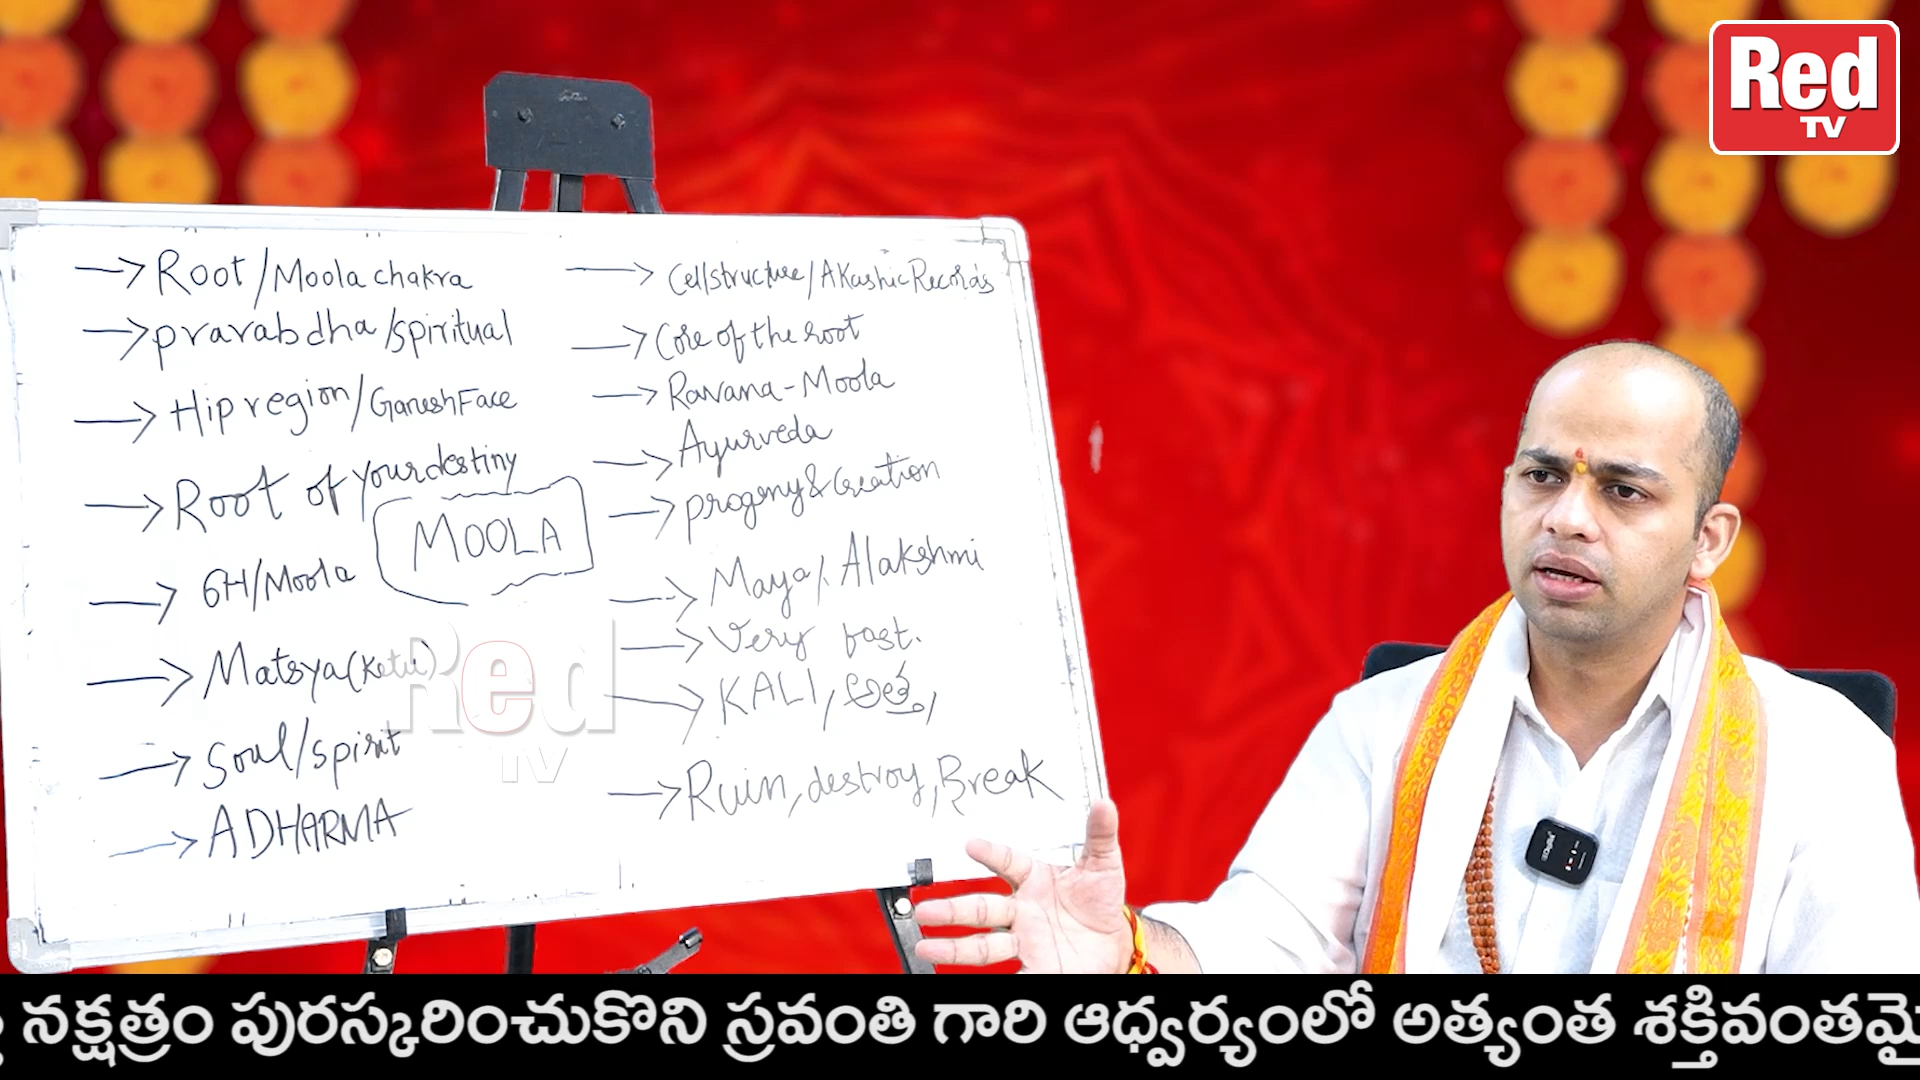 Red
TV
→ Root/Moola chakra
→ pravabdha/spiritual
→ Hip region/Ganesh Face
→ Root of your destiny
MOOLA
→ 6H/Moola
→ Matsya(Ketu)
→ Soul/spirit
→ ADHARMA
→ Cellstructure/AKashic Records
→ Core of the root
→ Ravana-Moola
→ Ayurveda
→ progeny & Creation
→ Maya/Alakshmi
→ Very fast.
→ KALI,
→ Ruin, destroy, Break
Red
TV
నక్షత్రం పురస్కరించుకొని స్రవంతి గారి ఆధ్వర్యంలో అత్యంత శక్తివంతమై